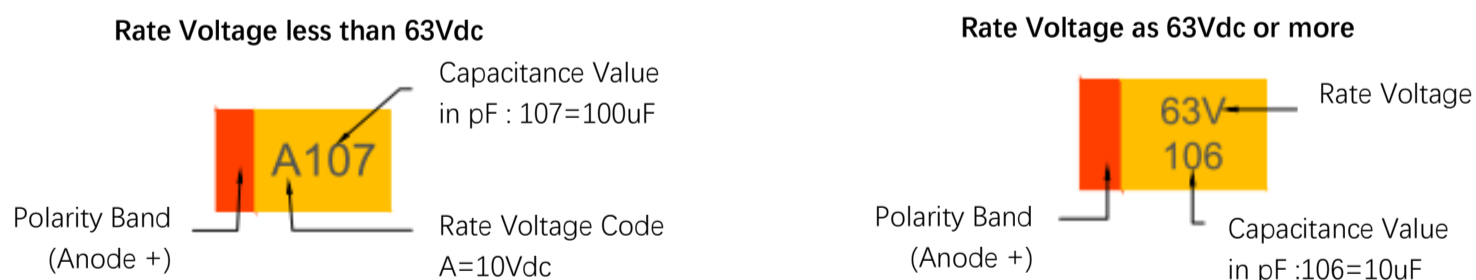 Rate Voltage less than 63Vdc
Capacitance Value
in pF : 107=100uF
A107
Polarity Band
(Anode +)
Rate Voltage Code
A=10Vdc
Rate Voltage as 63Vdc or more
63V
106
Rate Voltage
Polarity Band
(Anode +)
Capacitance Value
in pF :106=10uF